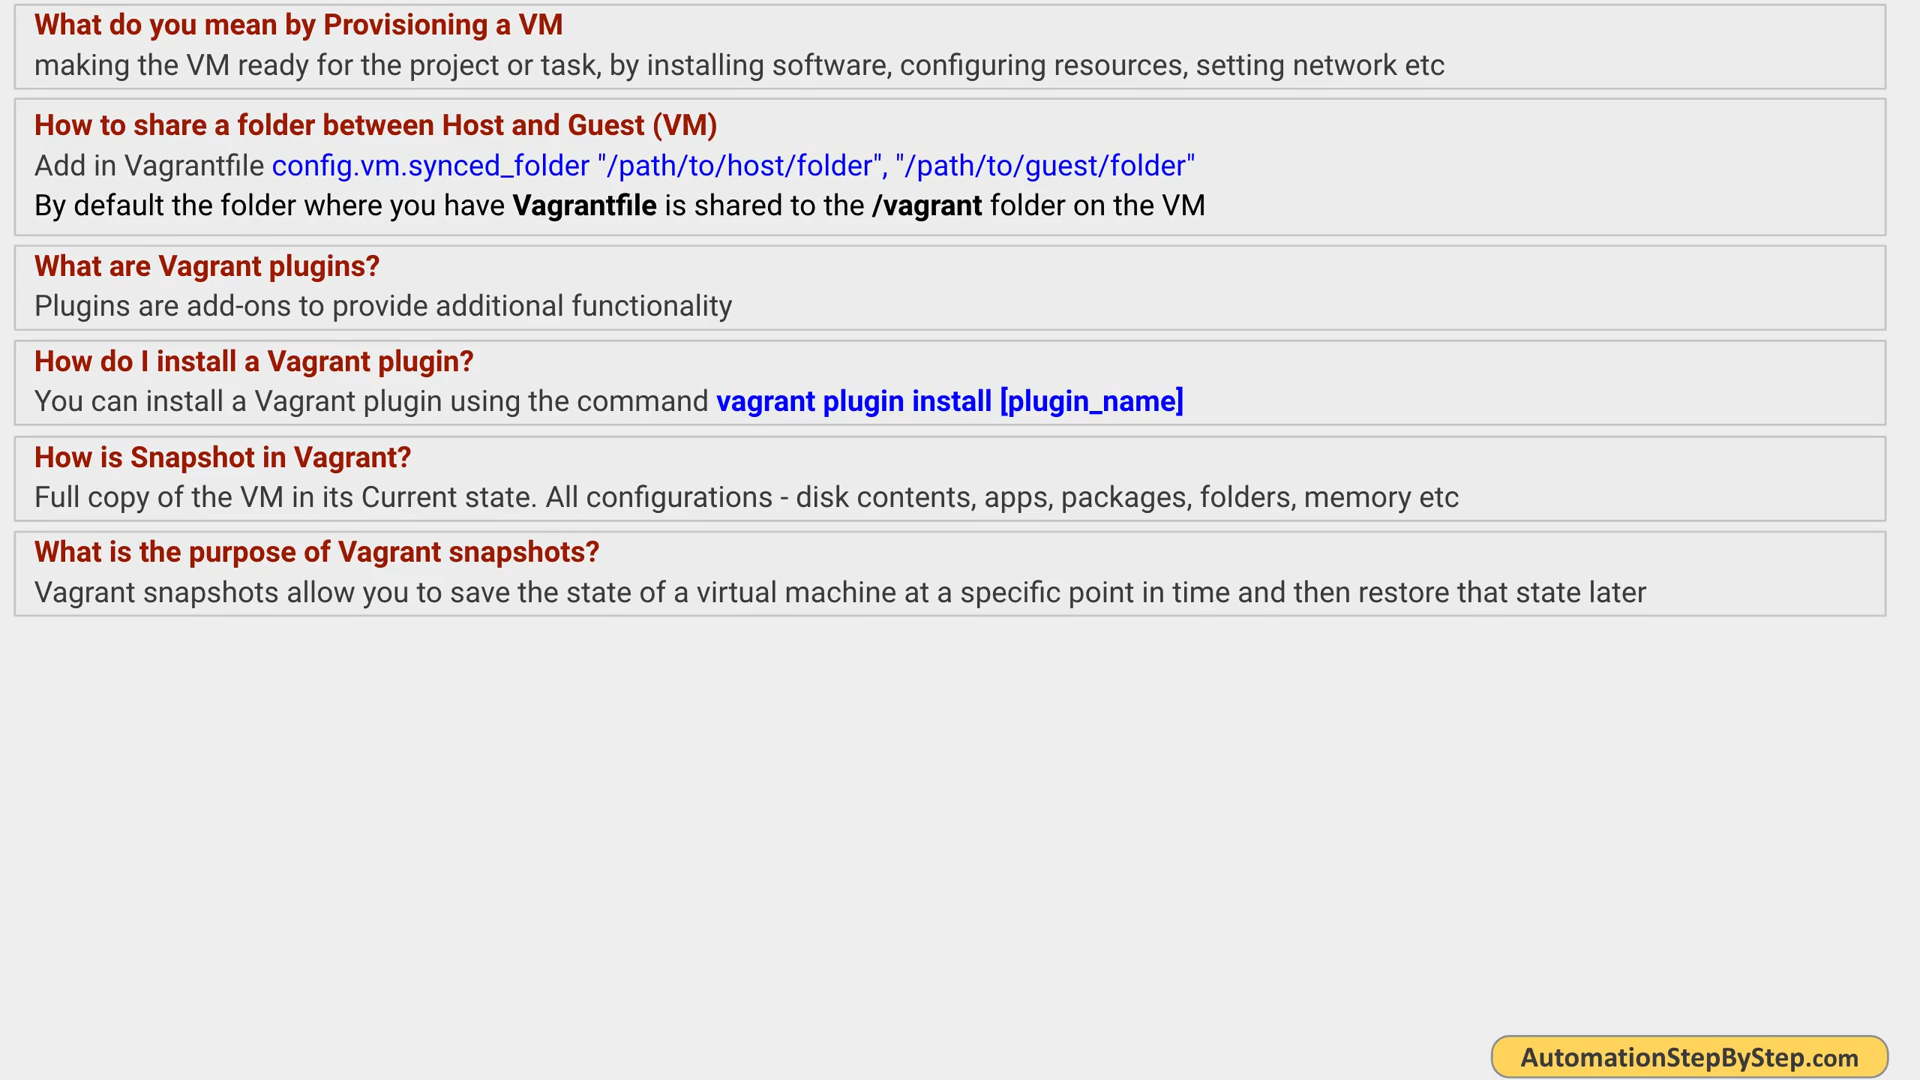 What do you mean by Provisioning a VM
making the VM ready for the project or task, by installing software, configuring resources, setting network etc
How to share a folder between Host and Guest (VM)
Add in Vagrantfile config.vm.synced_folder "/path/to/host/folder", "/path/to/guest/folder"
By default the folder where you have Vagrantfile is shared to the /vagrant folder on the VM
What are Vagrant plugins?
Plugins are add-ons to provide additional functionality
How do I install a Vagrant plugin?
You can install a Vagrant plugin using the command vagrant plugin install [plugin_name]
How is Snapshot in Vagrant?
Full copy of the VM in its Current state. All configurations - disk contents, apps, packages, folders, memory etc
What is the purpose of Vagrant snapshots?
Vagrant snapshots allow you to save the state of a virtual machine at a specific point in time and then restore that state later
AutomationStepByStep.com